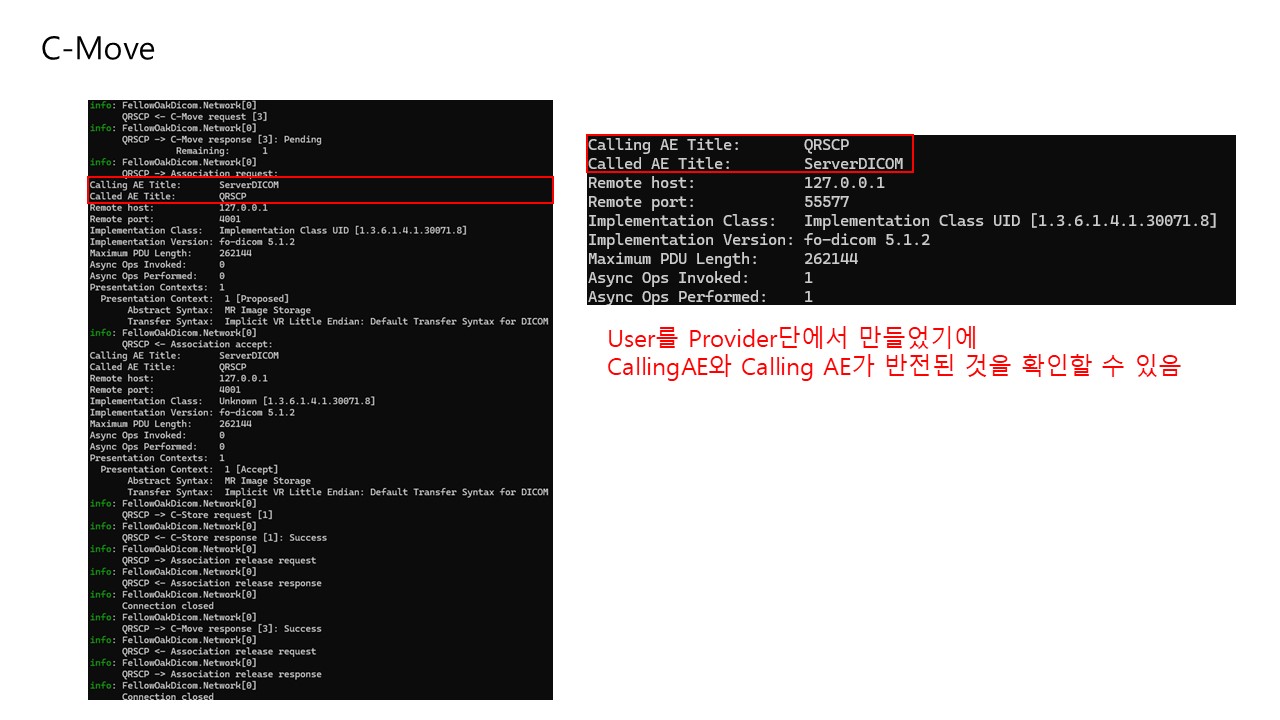 C-Move
info: FellowOakDicom.Network[0]
QRSCP <- C-Move request [3]
info: FellowOakDicom.Network[0]
QRSCP -> C-Move response [3]: Pending
Remaining: 1
info: FellowOakDicom.Network[0]
QRSCP -> Association request:
Calling AE Title: ServerDICOM
Called AE Title: QRSCP
Remote host: 127.0.0.1
Remote port: 4001
Implementation Class: Implementation Class UID [1.3.6.1.4.1.30071.8]
Implementation Version: fo-dicom 5.1.2
Maximum PDU Length: 262144
Async Ops Invoked: 0
Async Ops Performed: 0
Presentation Contexts: 1
Presentation Context: 1 [Proposed]
Abstract Syntax: MR Image Storage
Transfer Syntax: Implicit VR Little Endian: Default Transfer Syntax for DICOM
info: FellowOakDicom.Network[0]
QRSCP <- Association accept:
Calling AE Title: ServerDICOM
Called AE Title: QRSCP
Remote host: 127.0.0.1
Remote port: 4001
Implementation Class: Unknown [1.3.6.1.4.1.30071.8]
Implementation Version: fo-dicom 5.1.2
Maximum PDU Length: 262144
Async Ops Invoked: 0
Async Ops Performed: 0
Presentation Contexts: 1
Presentation Context: 1 [Accept]
Abstract Syntax: MR Image Storage
Transfer Syntax: Implicit VR Little Endian: Default Transfer Syntax for DICOM
info: FellowOakDicom.Network[0]
QRSCP -> C-Store request [1]
info: FellowOakDicom.Network[0]
QRSCP <- C-Store response [1]: Success
info: FellowOakDicom.Network[0]
QRSCP -> Association release request
info: FellowOakDicom.Network[0]
QRSCP <- Association release response
info: FellowOakDicom.Network[0]
Connection closed
info: FellowOakDicom.Network[0]
QRSCP -> C-Move response [3]: Success
info: FellowOakDicom.Network[0]
QRSCP <- Association release request
info: FellowOakDicom.Network[0]
QRSCP -> Association release response
info: FellowOakDicom.Network[0]
Connection closed
Calling AE Title: QRSCP
Called AE Title: ServerDICOM
Remote host: 127.0.0.1
Remote port: 55577
Implementation Class: Implementation Class UID [1.3.6.1.4.1.30071.8]
Implementation Version: fo-dicom 5.1.2
Maximum PDU Length: 262144
Async Ops Invoked: 1
Async Ops Performed: 1
User를 Provider단에서 만들었기에
CallingAE와 Calling AE가 반전된 것을 확인할 수 있음